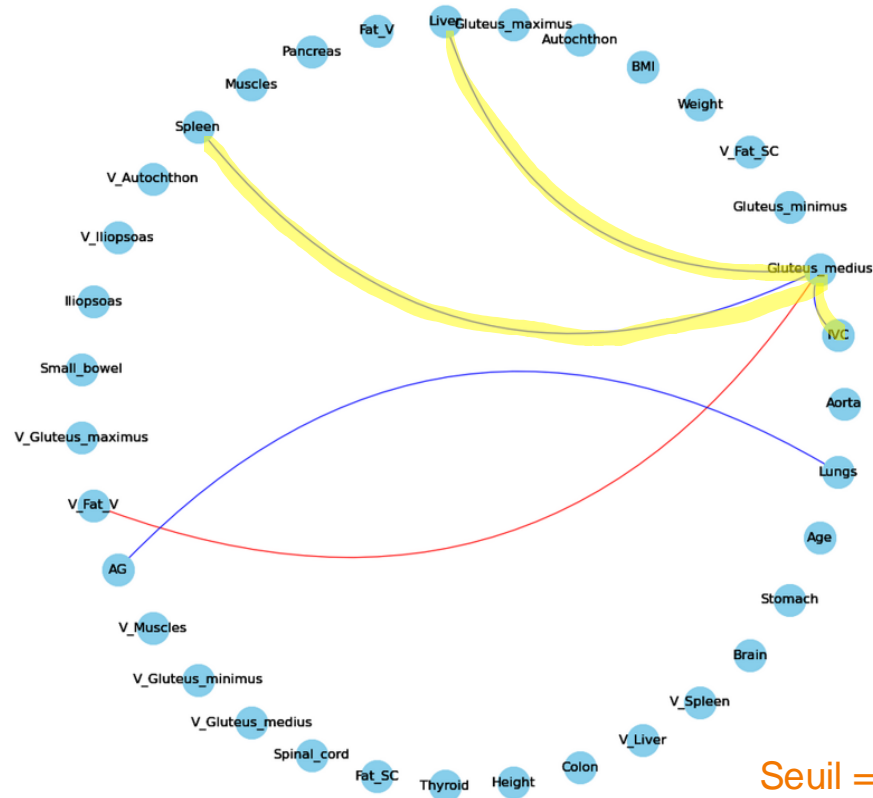 Liver
Gluteus_maximus
Fat_V
Autochthon
Pancreas
BMI
Muscles
Weight
Spleen
V_Fat_SC
V_Autochthon
Gluteus_minimus
V_Iliopsoas
Gluteus_medius
Iliopsoas
IVC
Small_bowel
Aorta
V_Gluteus_maximus
Lungs
V_Fat_V
Age
AG
Stomach
V_Muscles
Brain
V_Gluteus_minimus
V_Spleen
V_Gluteus_medius
V_Liver
Spinal_cord
Colon
Fat_SC
Thyroid
Height
Seuil =